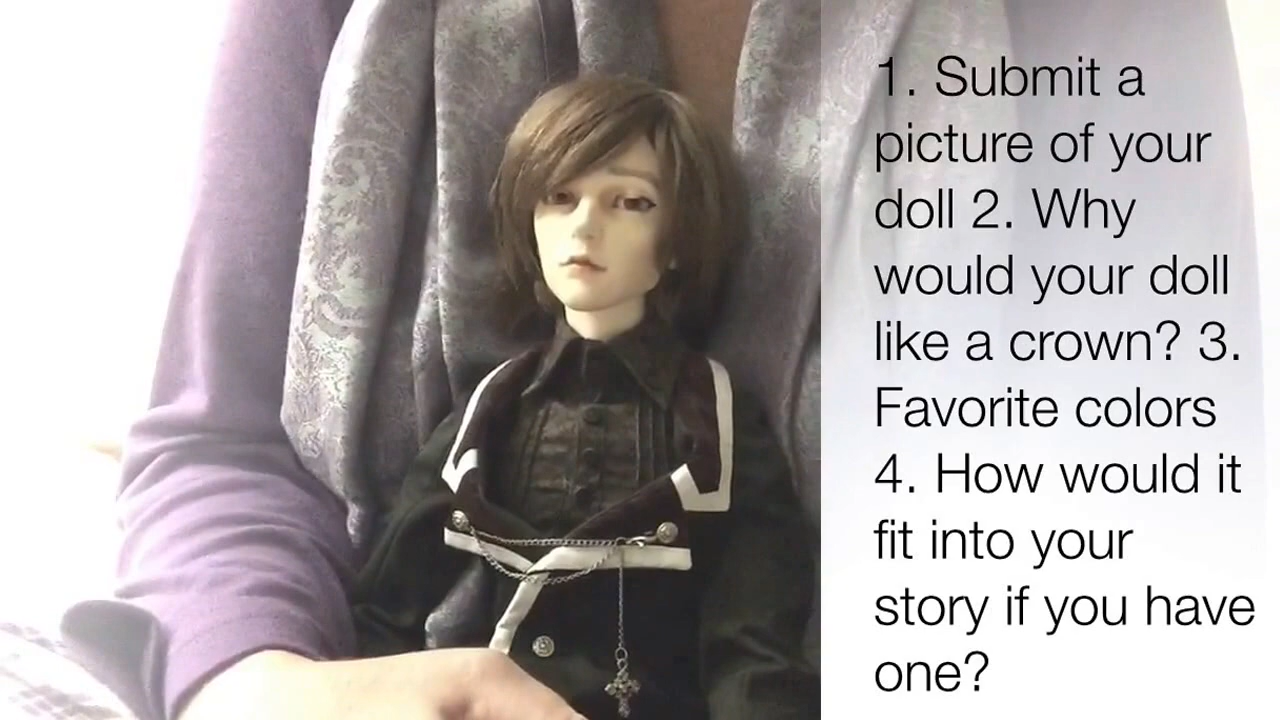 1. Submit a
picture of your
doll 2. Why
would your doll
like a crown? 3.
Favorite colors
4. How would it
fit into your
story if you have
one?